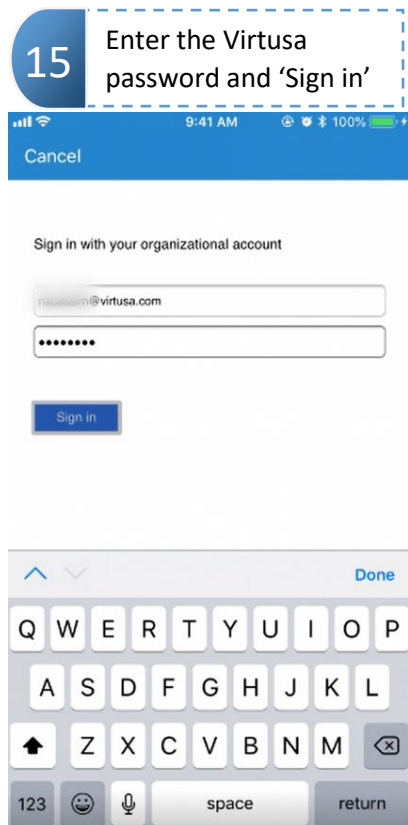 15
Enter the Virtusa
password and ‘Sign in’
9:41 AM 100%
Cancel
Sign in with your organizational account
@virtusa.com
Sign in
Done
Q W E R T Y U I O P
A S D F G H J K L
Z X C V B N M
123 space return